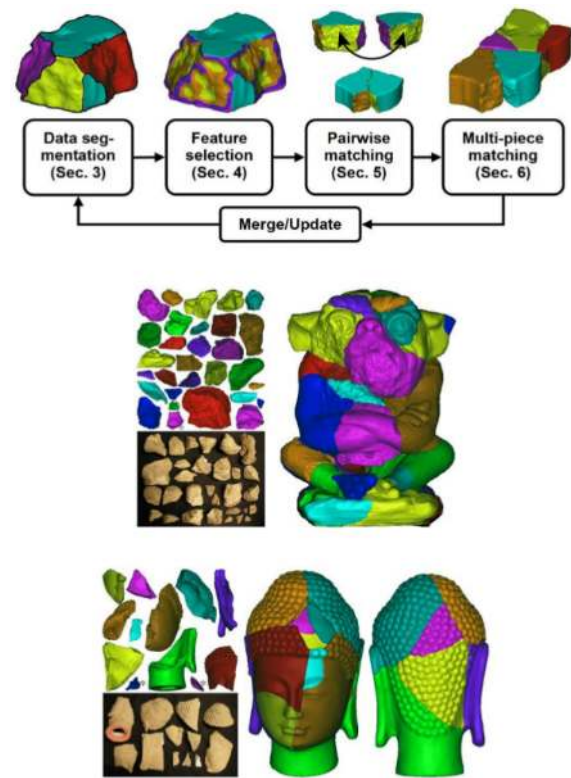 Data seg-
mentation
(Sec. 3)
Feature
selection
(Sec. 4)
Pairwise
matching
(Sec. 5)
Multi-piece
matching
(Sec. 6)
Merge/Update